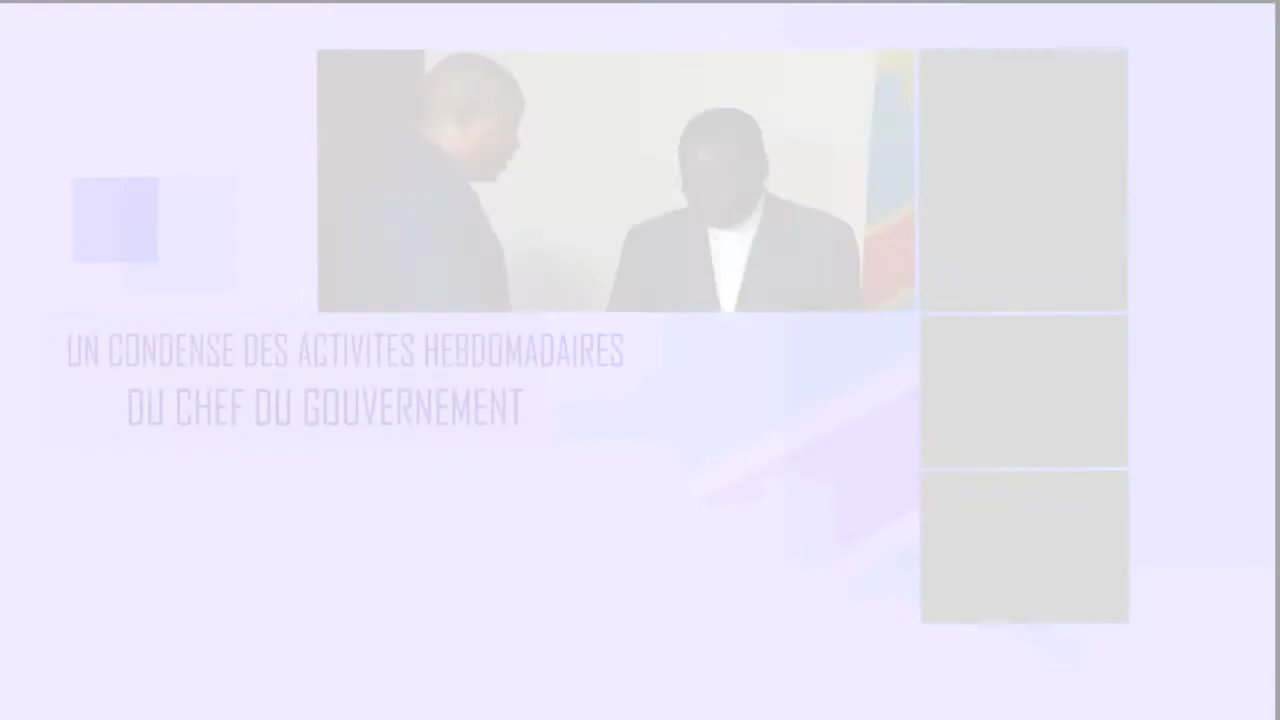 UN CONDENSE DES ACTIVITES HEBDOMADAIRES
DU CHEF DU GOUVERNEMENT